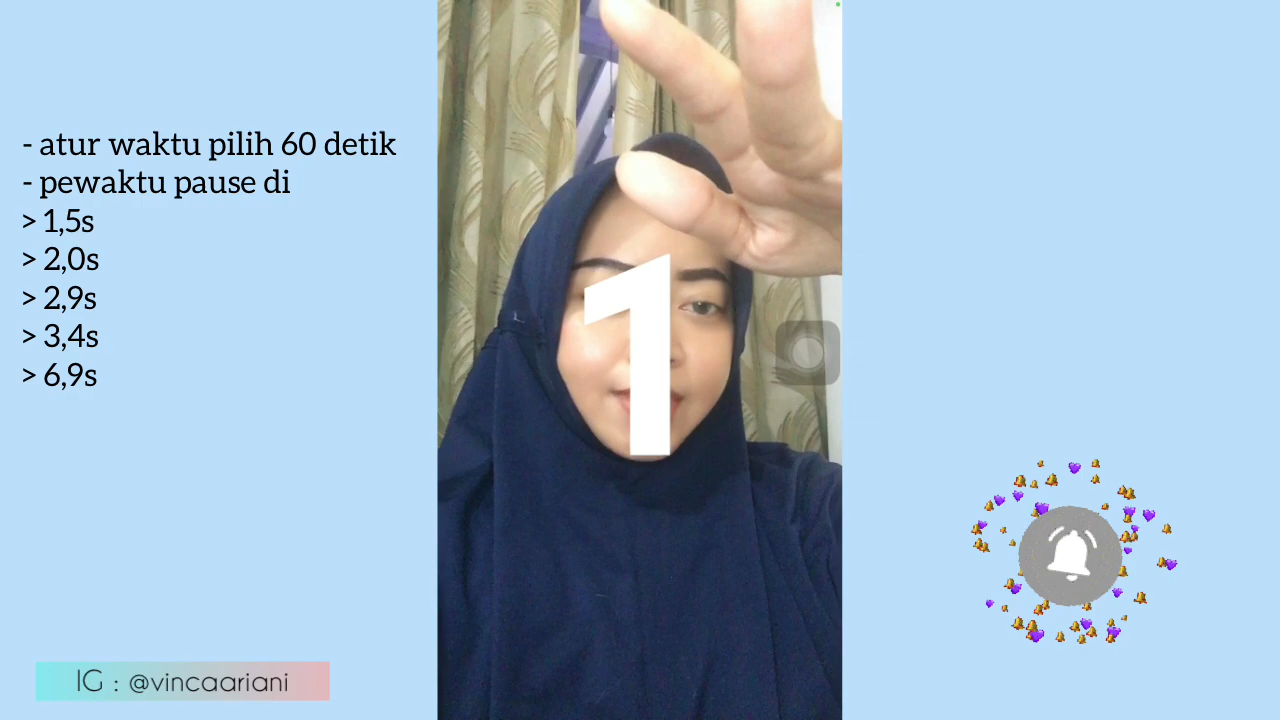 - atur waktu pilih 60 detik
- pewaktu pause di
> 1,5s
> 2,0s
> 2,9s
> 3,4s
> 6,9s
1
IG : @vincaariani